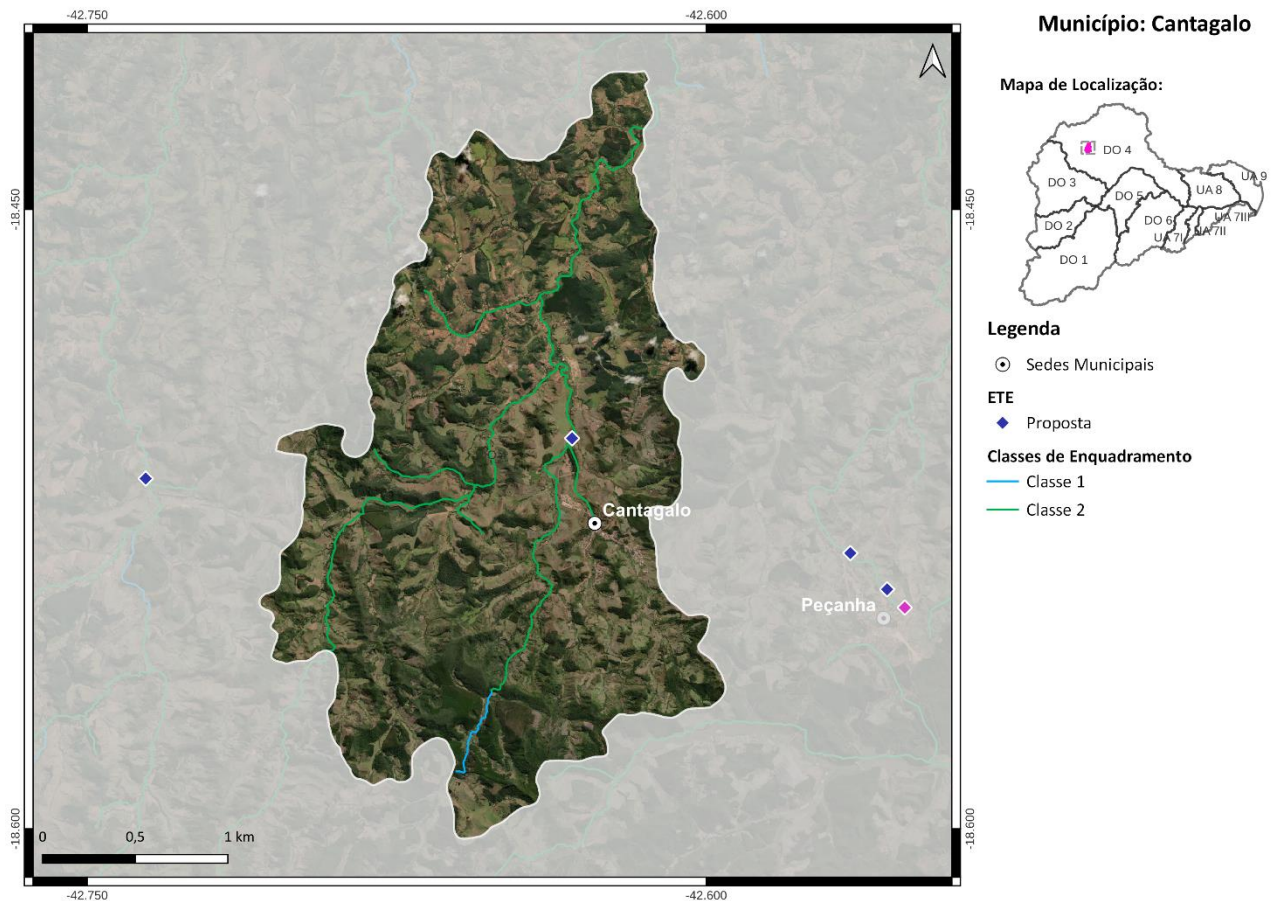 Município: Cantagalo
-42.750
-42.600
Mapa de Localização:
DO 4
DO 3
DO 5
UA 8
UA 9
DO 2
DO 6
UA 7III
UA 7II
UA 7I
DO 1
-18.450
-18.450
Legenda
Sedes Municipais
ETE
Proposta
Classes de Enquadramento
Classe 1
Classe 2
Cantagalo
Peçanha
-18.600
-18.600
0 0,5 1 km
-42.750
-42.600